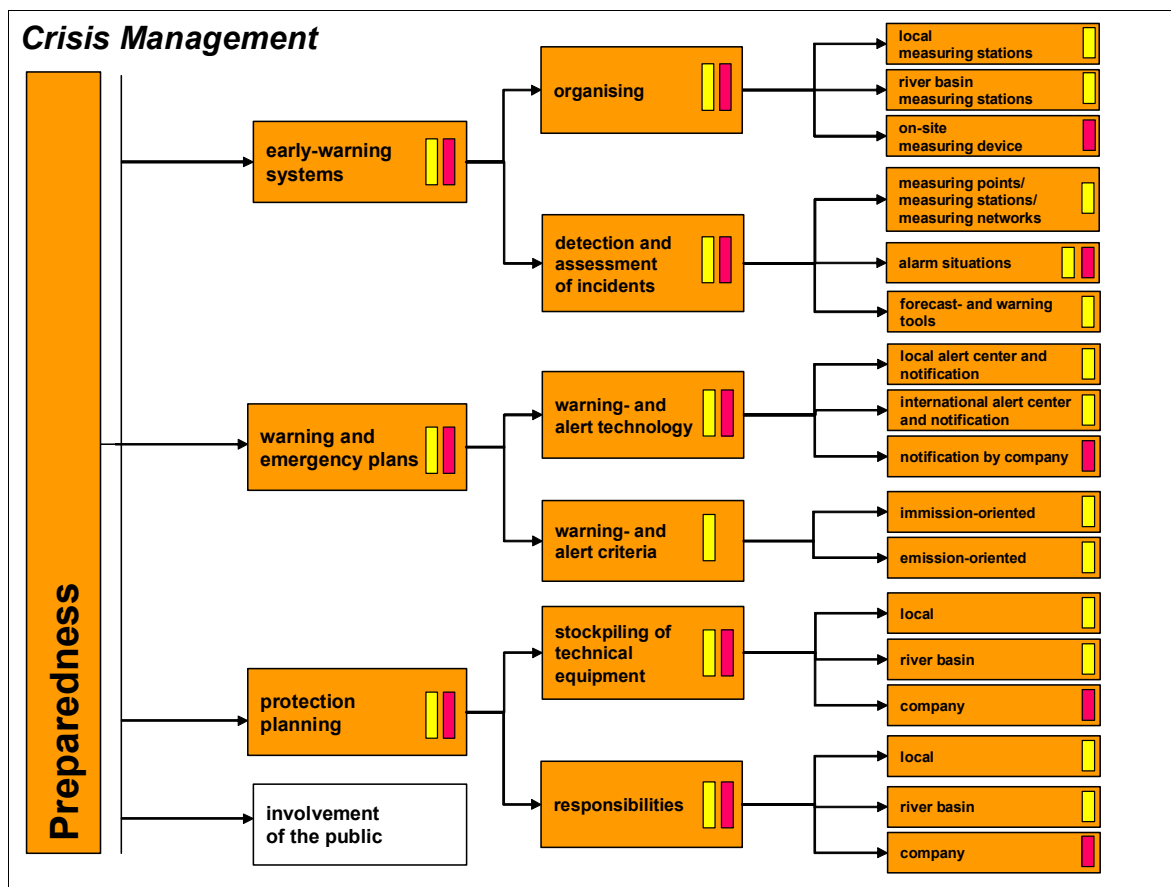 Crisis Management
Preparedness
early-warning
systems
organising
local
measuring stations
river basin
measuring stations
on-site
measuring device
detection and
assessment
of incidents
measuring points/
measuring stations/
measuring networks
alarm situations
forecast- and warning
tools
warning and
emergency plans
warning- and
alert technology
local alert center and
notification
international alert center
and notification
notification by company
warning- and
alert criteria
immission-oriented
emission-oriented
protection
planning
stockpiling of
technical
equipment
local
river basin
company
responsibilities
local
river basin
company
involvement
of the public